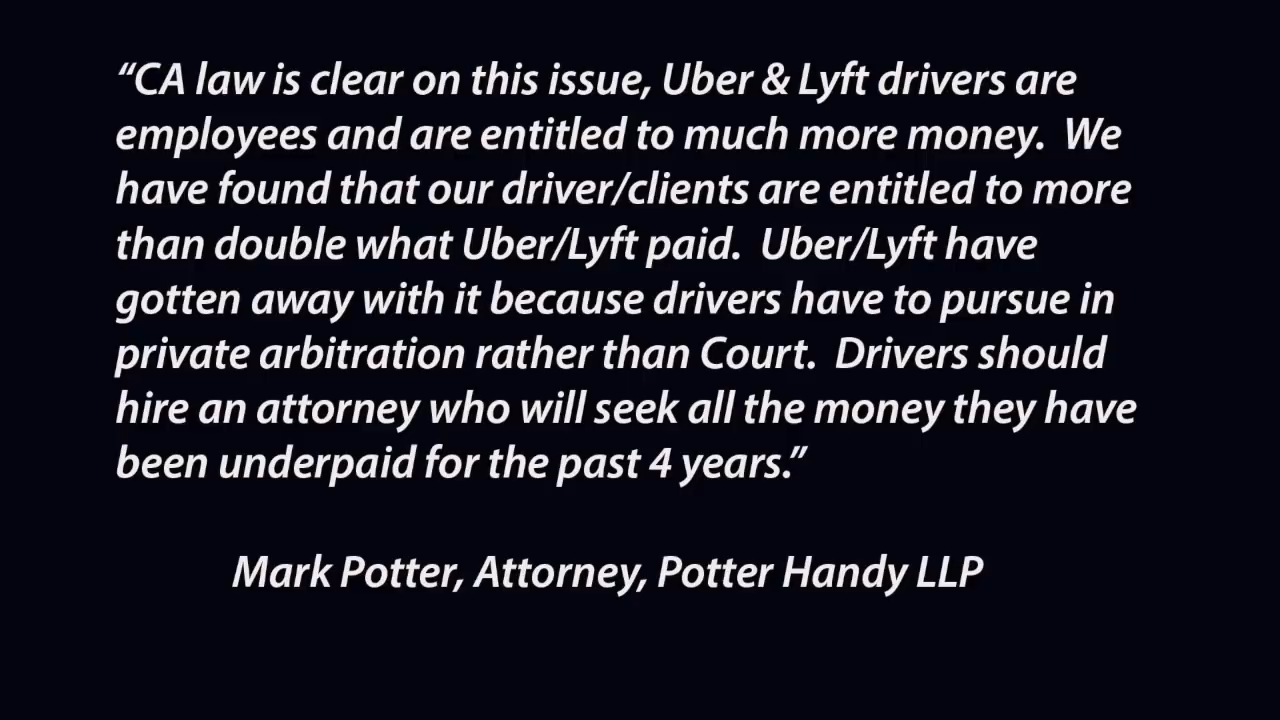 “CA law is clear on this issue, Uber & Lyft drivers are
employees and are entitled to much more money.  We
have found that our driver/clients are entitled to more
than double what Uber/Lyft paid.  Uber/Lyft have
gotten away with it because drivers have to pursue in
private arbitration rather than Court.  Drivers should
hire an attorney who will seek all the money they have
been underpaid for the past 4 years.”
Mark Potter, Attorney, Potter Handy LLP